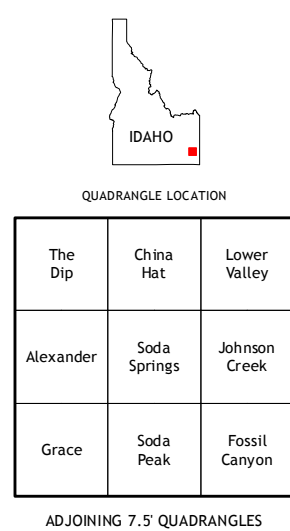 IDAHO
QUADRANGLE LOCATION
The
Dip
China
Hat
Lower
Valley
Alexander
Soda
Springs
Johnson
Creek
Grace
Soda
Peak
Fossil
Canyon
ADJOINING 7.5' QUADRANGLES